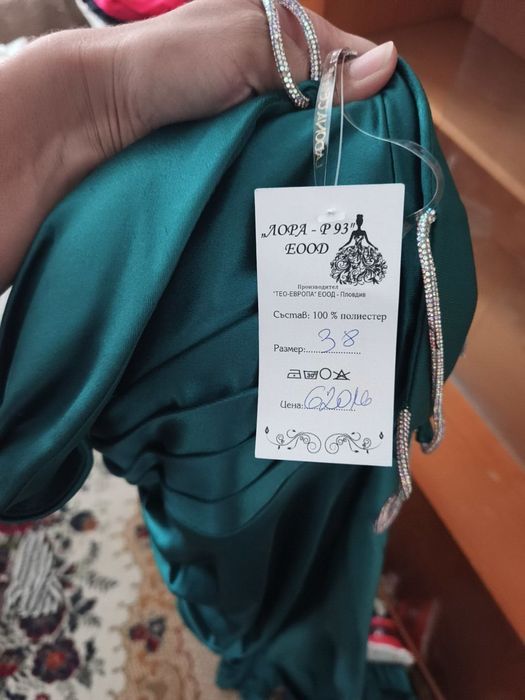 „ЛОРА - Р 93"
ЕООД
Производител
"ТЕО-ЕВРОПА" ЕООД - Пловдив
Състав: 100 % полиестер
Размер:......38......
Цена:...620лв...